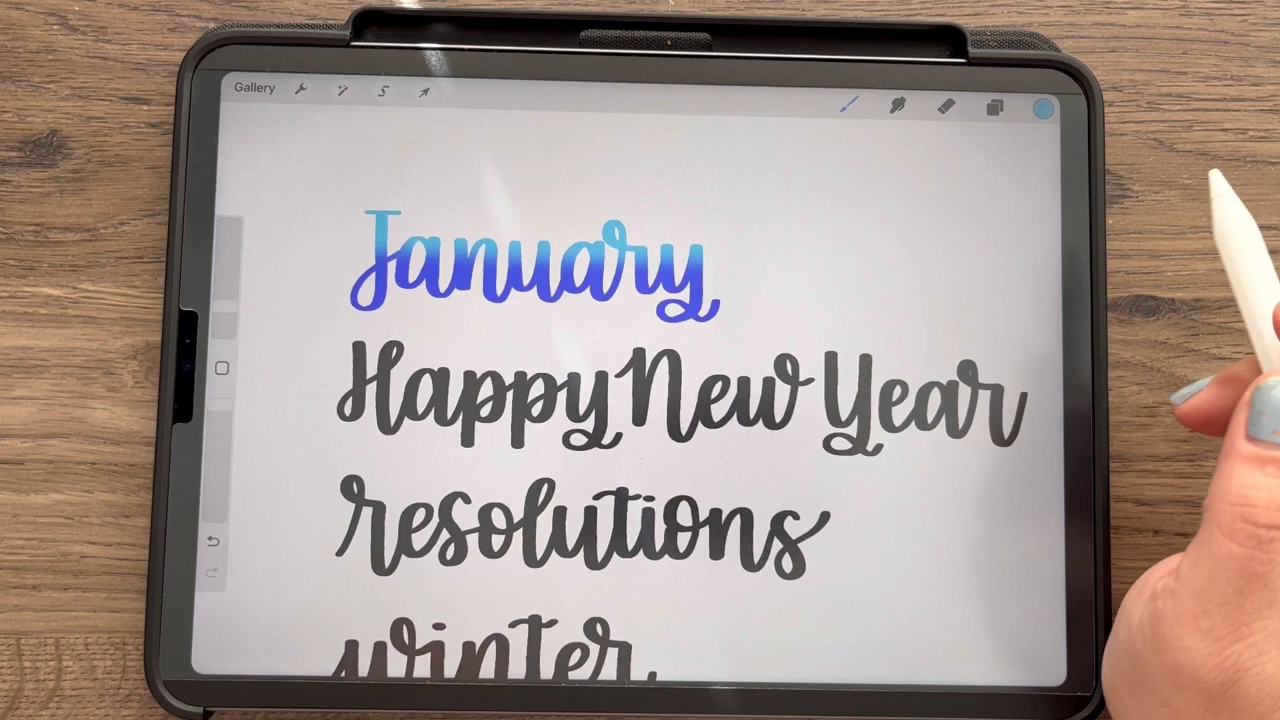 Gallery
January
Happy New Year
resolutions
winter